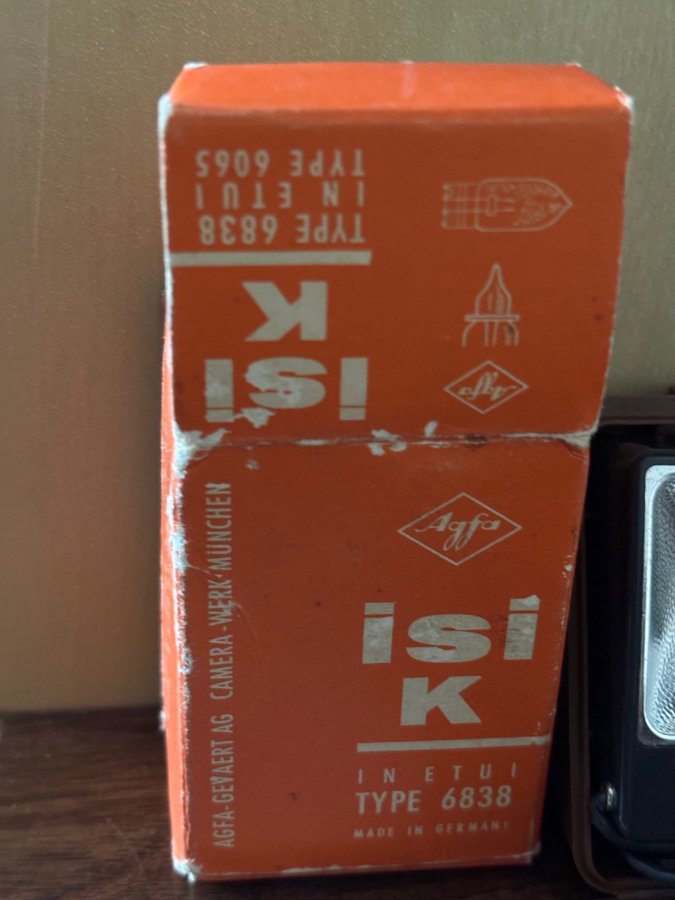 TYPE 6065
IN ETUI
TYPE 6838
K
isi
Agfa
Agfa
isi
K
IN ETUI
TYPE 6838
MADE IN GERMANY
AGFA-GEVAERT AG CAMERA-WERK MÜNCHEN